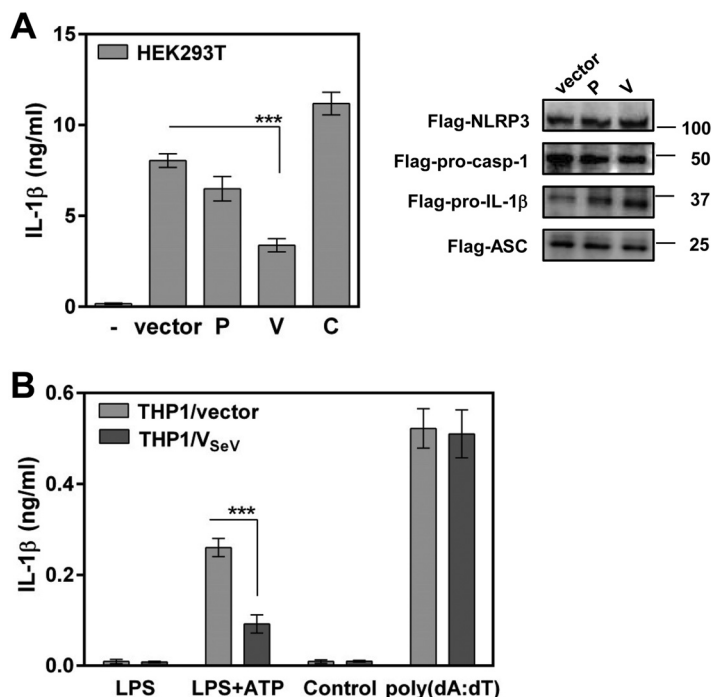 A
15
10
5
0
IL-1β (ng/ml)
HEK293T
***
- vector P V C
vector P V
Flag-NLRP3
100
Flag-pro-casp-1
50
Flag-pro-IL-1β
37
Flag-ASC
25
B
0.6
0.4
0.2
0.0
IL-1β (ng/ml)
THP1/vector
THP1/VSeV
***
LPS LPS+ATP Control poly(dA:dT)